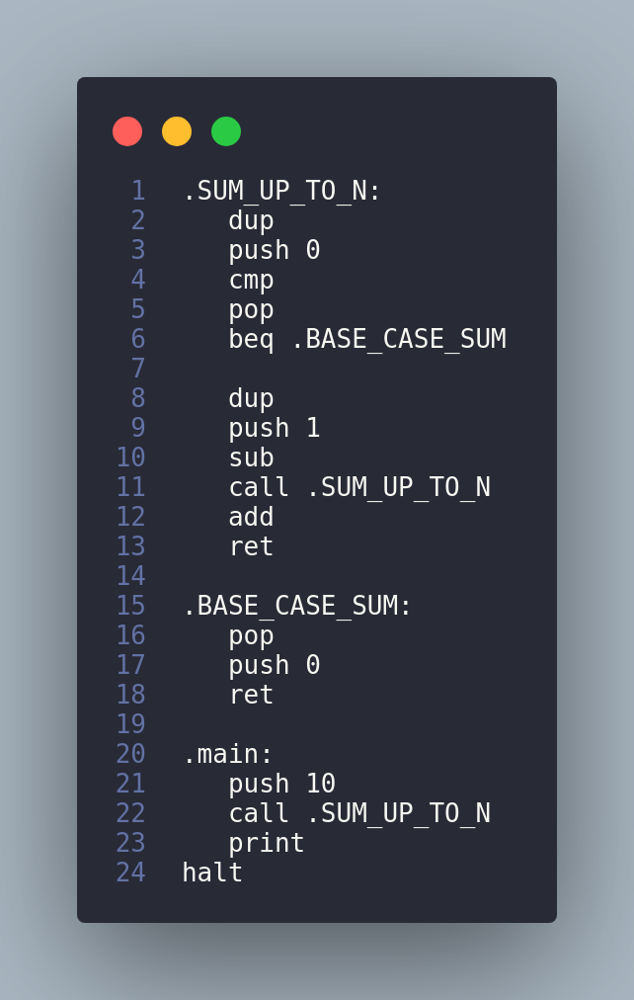 1 .SUM_UP_TO_N:
2 dup
3 push 0
4 cmp
5 pop
6 beq .BASE_CASE_SUM
7
8 dup
9 push 1
10 sub
11 call .SUM_UP_TO_N
12 add
13 ret
14
15 .BASE_CASE_SUM:
16 pop
17 push 0
18 ret
19
20 .main:
21 push 10
22 call .SUM_UP_TO_N
23 print
24 halt